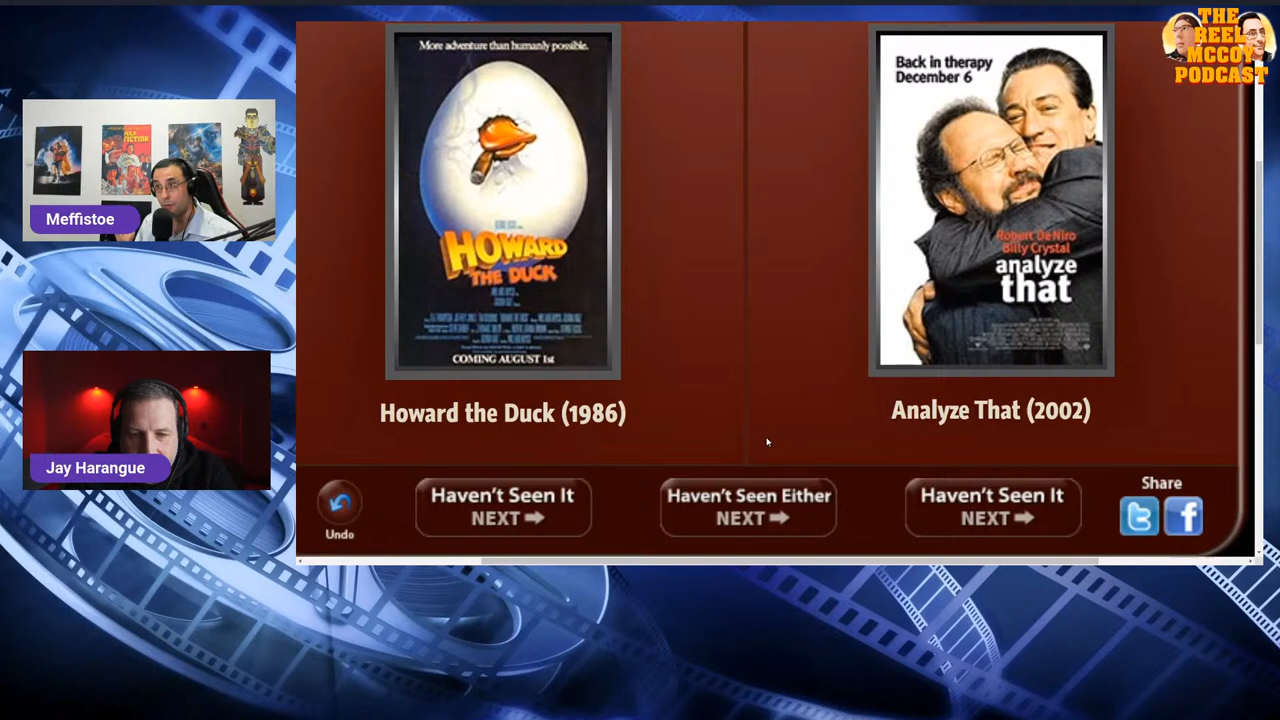 THE
REEL
MCCOY
PODCAST
Meffistoe
PULP
FICTION
Jay Harangue
More adventure than humanly possible.
HOWARD
THE DUCK
COMING AUGUST 1st
Howard the Duck (1986)
Back in therapy
December 6
Robert De Niro
Billy Crystal
analyze
that
Analyze That (2002)
Undo
Haven't Seen It
NEXT
Haven't Seen Either
NEXT
Haven't Seen It
NEXT
Share
t
f